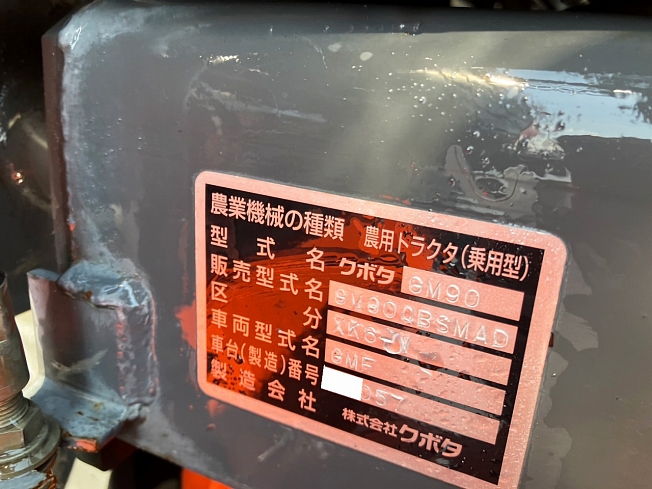 農業機械の種類 農用トラクタ(乗用型)
型式名 クボタ GM90
販売型式名 GM90QBSMAD
区分
車両型式名 GMF
車台(製造)番号 057
製造会社 株式会社クボタ